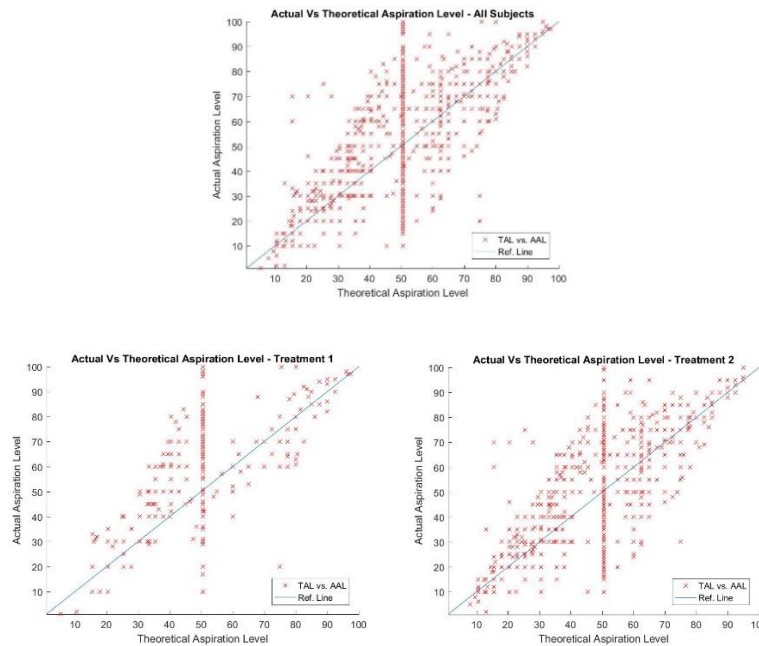 Actual Vs Theoretical Aspiration Level - All Subjects
100
90
80
70
60
50
40
30
20
10
Actual Aspiration Level
TAL vs. AAL
Ref. Line
10 20 30 40 50 60 70 80 90 100
Theoretical Aspiration Level
Actual Vs Theoretical Aspiration Level - Treatment 1
100
90
80
70
60
50
40
30
20
10
Actual Aspiration Level
TAL vs. AAL
Ref. Line
10 20 30 40 50 60 70 80 90 100
Theoretical Aspiration Level
Actual Vs Theoretical Aspiration Level - Treatment 2
100
90
80
70
60
50
40
30
20
10
Actual Aspiration Level
TAL vs. AAL
Ref. Line
10 20 30 40 50 60 70 80 90 100
Theoretical Aspiration Level